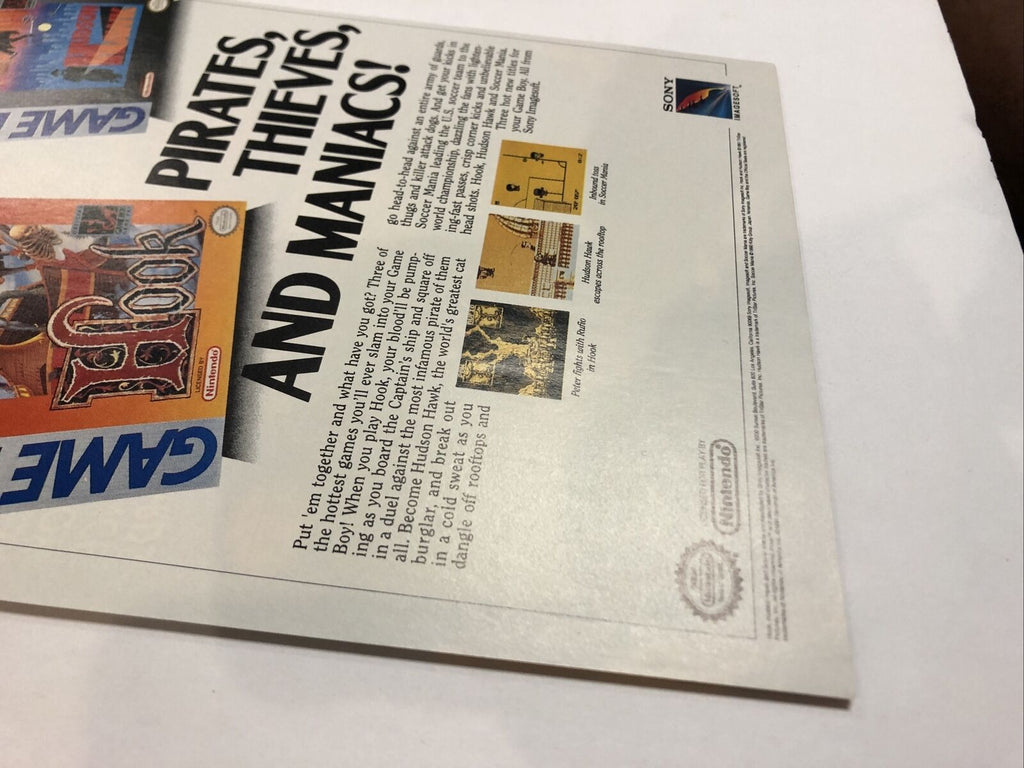 GAME
Hook
LICENSED BY
Nintendo
GAME
PIRATES,
THIEVES,
AND MANIACS!
Put 'em together and what have you got? Three of
the hottest games you'll ever slam into your Game
Boy! When you play Hook, your blood'll be pump-
ing as you board the Captain's ship and square off
in a duel against the most infamous pirate of them
all. Become Hudson Hawk, the world's greatest cat
burglar, and break out
in a cold sweat as you
dangle off rooftops and
go head-to-head against an entire army of guards,
thugs and killer attack dogs. And get your kicks in
Soccer Mania leading the U.S. soccer team to the
world championship, dazzling the fans with lighten-
ing-fast passes, crisp corner kicks and unbelievable
head shots. Hook, Hudson Hawk and Soccer Mania.
Three hot new titles for
your Game Boy. All from
Sony Imagesoft.
Peter fights with Rufio
in Hook
Hudson Hawk
escapes across the rooftop
Inbound toss
in Soccer Mania
LICENSED FOR PLAY BY
Nintendo
SONY
IMAGESOFT